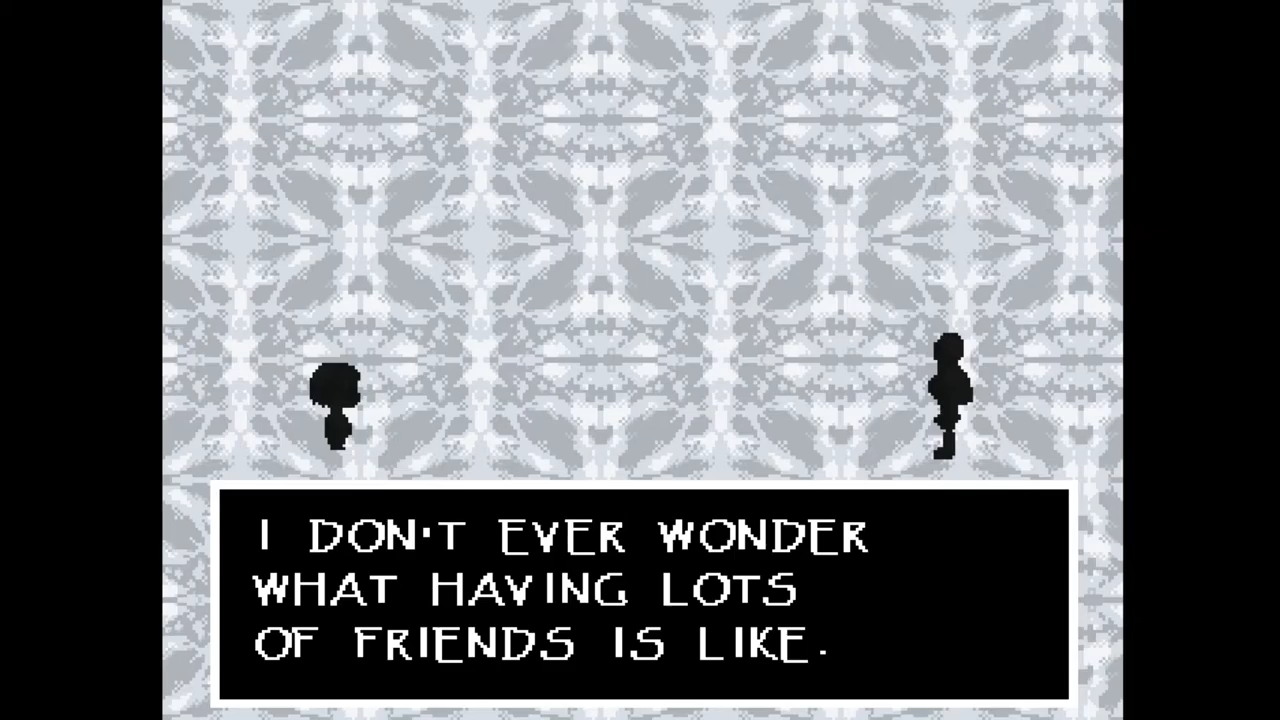 I DON'T EVER WONDER
WHAT HAVING LOTS
OF FRIENDS IS LIKE.